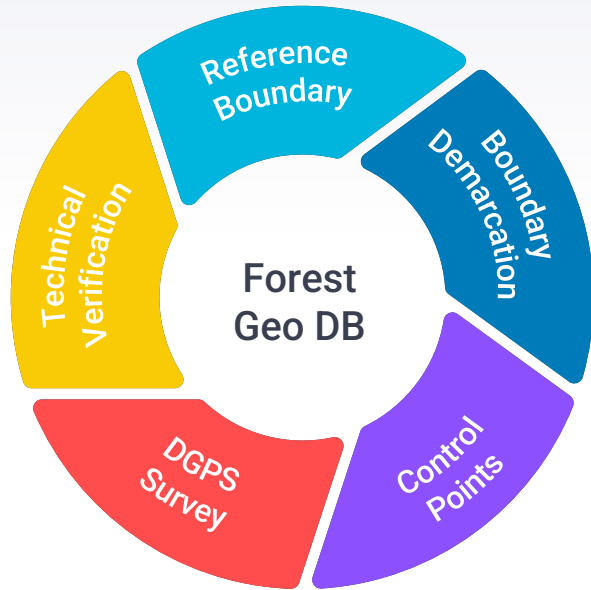 Reference
Boundary
Boundary
Demarcation
Control
Points
DGPS
Survey
Technical
Verification
Forest
Geo DB